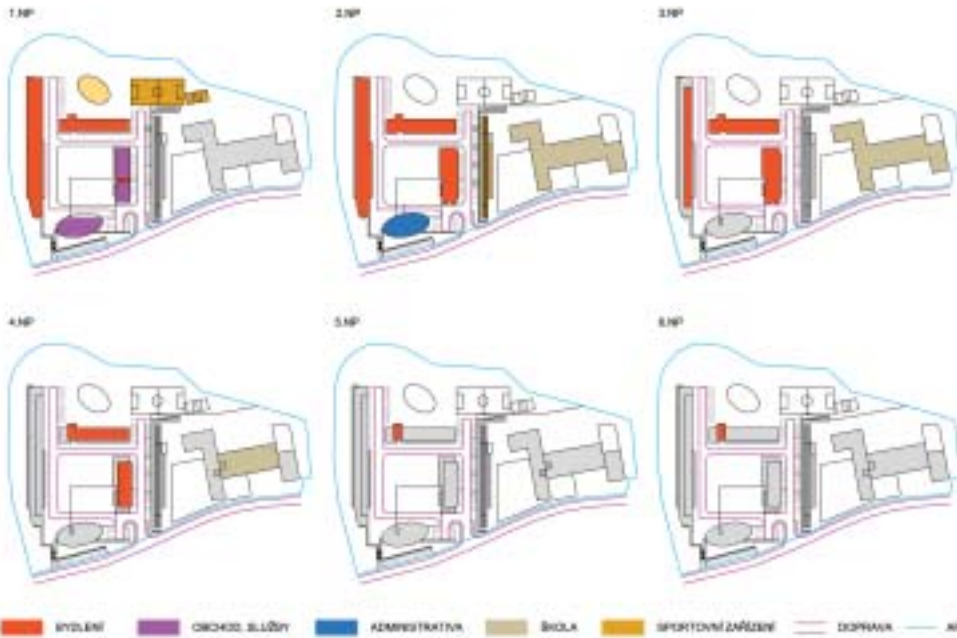 1.NP
2.NP
3.NP
4.NP
5.NP
6.NP
BYDLENÍ
OBCHOD, SLUŽBY
ADMINISTRATIVA
ŠKOLA
SPORTOVNÍ ZAŘÍZENÍ
DOPRAVA